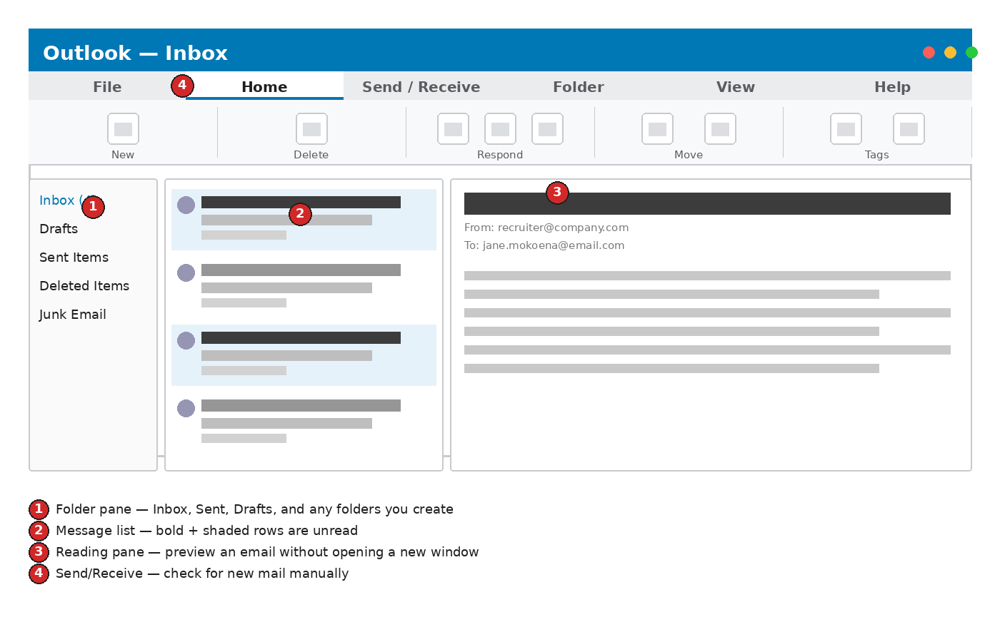 Outlook — Inbox
File 4 Home Send / Receive Folder View Help
New Delete Respond Move Tags
Inbox (
1
Drafts
Sent Items
Deleted Items
Junk Email
2
3
From: recruiter@company.com
To: jane.mokoena@email.com
1 Folder pane — Inbox, Sent, Drafts, and any folders you create
2 Message list — bold + shaded rows are unread
3 Reading pane — preview an email without opening a new window
4 Send/Receive — check for new mail manually